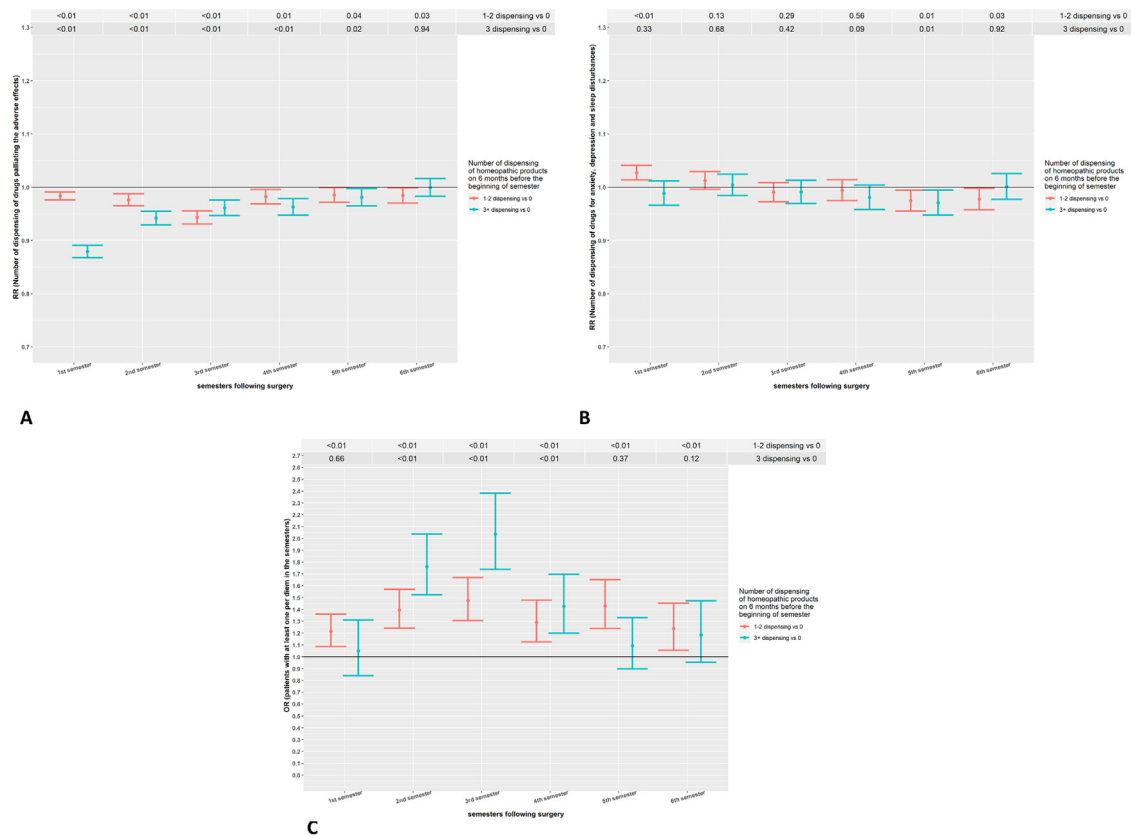 <0.01 <0.01 <0.01 0.01 0.04 0.03 1-2 dispensing vs 0
<0.01 <0.01 <0.01 <0.01 0.02 0.94 3 dispensing vs 0
1.3
1.2
1.1
1.0
0.9
0.8
0.7
RR (Number of dispensing of drugs palliating the adverse effects)
1st semester 2nd semester 3rd semester 4th semester 5th semester 6th semester
semesters following surgery
Number of dispensing
of homeopathic products
on 6 months before the
beginning of semester
1-2 dispensing vs 0
3+ dispensing vs 0
A
<0.01 0.13 0.29 0.56 0.01 0.03 1-2 dispensing vs 0
0.33 0.68 0.42 0.09 0.01 0.92 3 dispensing vs 0
1.3
1.2
1.1
1.0
0.9
0.8
0.7
RR (Number of dispensing of drugs for anxiety, depression and sleep disturbances)
1st semester 2nd semester 3rd semester 4th semester 5th semester 6th semester
semesters following surgery
Number of dispensing
of homeopathic products
on 6 months before the
beginning of semester
1-2 dispensing vs 0
3+ dispensing vs 0
B
<0.01 <0.01 <0.01 <0.01 <0.01 <0.01 1-2 dispensing vs 0
0.66 <0.01 <0.01 <0.01 0.37 0.12 3 dispensing vs 0
2.7
2.6
2.5
2.4
2.3
2.2
2.1
2.0
1.9
1.8
1.7
1.6
1.5
1.4
1.3
1.2
1.1
1.0
0.9
0.8
0.7
0.6
0.5
0.4
0.3
0.2
0.1
0.0
OR (patients with at least one per diem in the semesters)
1st semester 2nd semester 3rd semester 4th semester 5th semester 6th semester
semesters following surgery
Number of dispensing
of homeopathic products
on 6 months before the
beginning of semester
1-2 dispensing vs 0
3+ dispensing vs 0
C